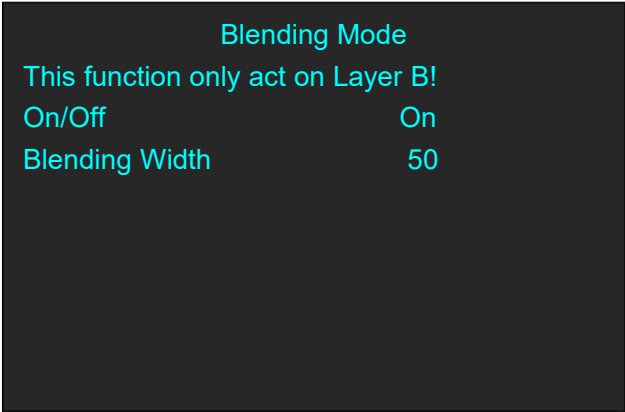 Blending Mode
This function only act on Layer B!
On/Off On
Blending Width 50